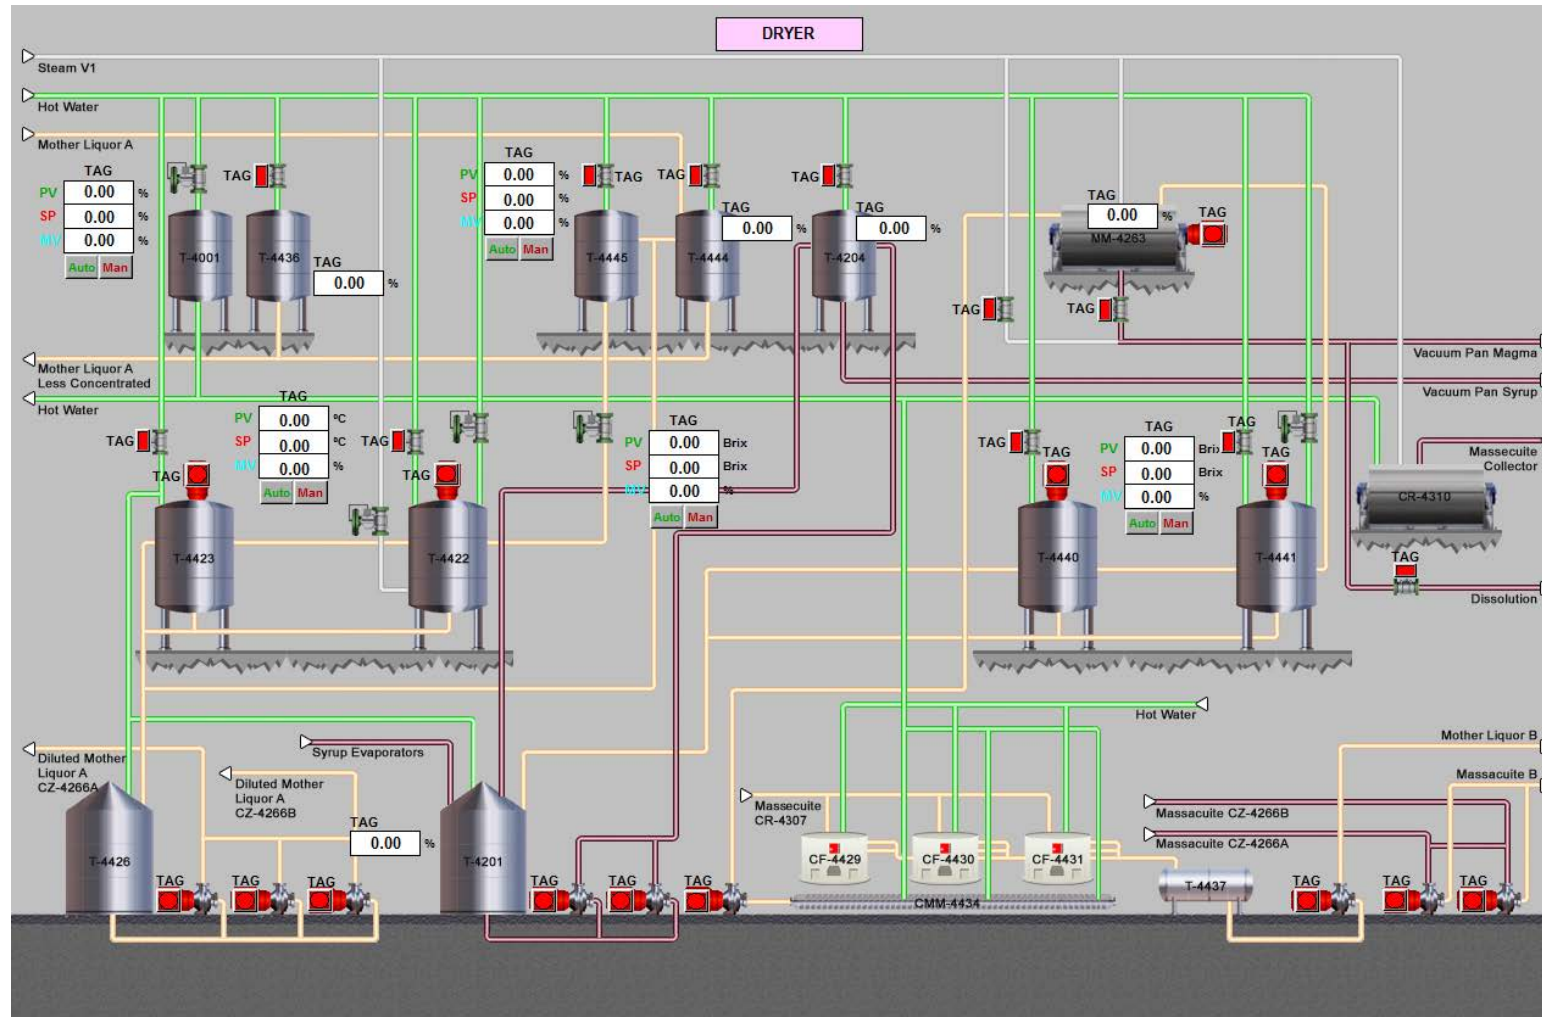 DRYER
Steam V1
Hot Water
Mother Liquor A
TAG
PV 0.00 %
SP 0.00 %
MV 0.00 %
Auto Man
TAG
TAG
PV 0.00 %
SP 0.00 %
MV 0.00 %
Auto Man
TAG
TAG
TAG
TAG
0.00 %
TAG
0.00 %
TAG
0.00 %
TAG
MM-4263
T-4001
T-4436
TAG
0.00 %
T-4445
T-4444
T-4204
TAG
TAG
Vacuum Pan Magma
Mother Liquor A
Less Concentrated
Vacuum Pan Syrup
Hot Water
TAG
PV 0.00 ºC
SP 0.00 ºC
MV 0.00 %
Auto Man
TAG
TAG
TAG
TAG
TAG
PV 0.00 Brix
SP 0.00 Brix
MV 0.00 %
Auto Man
TAG
TAG
TAG
PV 0.00 Brix
SP 0.00 Brix
MV 0.00 %
Auto Man
TAG
TAG
Massecuite
Collector
CR-4310
T-4423
T-4422
T-4440
T-4441
TAG
Dissolution
Hot Water
Mother Liquor B
Syrup Evaporators
Diluted Mother
Liquor A
CZ-4266A
Diluted Mother
Liquor A
CZ-4266B
Massacuite B
Massecuite
CR-4307
Massacuite CZ-4266B
Massacuite CZ-4266A
TAG
0.00 %
T-4426
T-4201
CF-4429
CF-4430
CF-4431
T-4437
TAG
TAG
TAG
TAG
TAG
TAG
TAG
TAG
TAG
CMM-4434